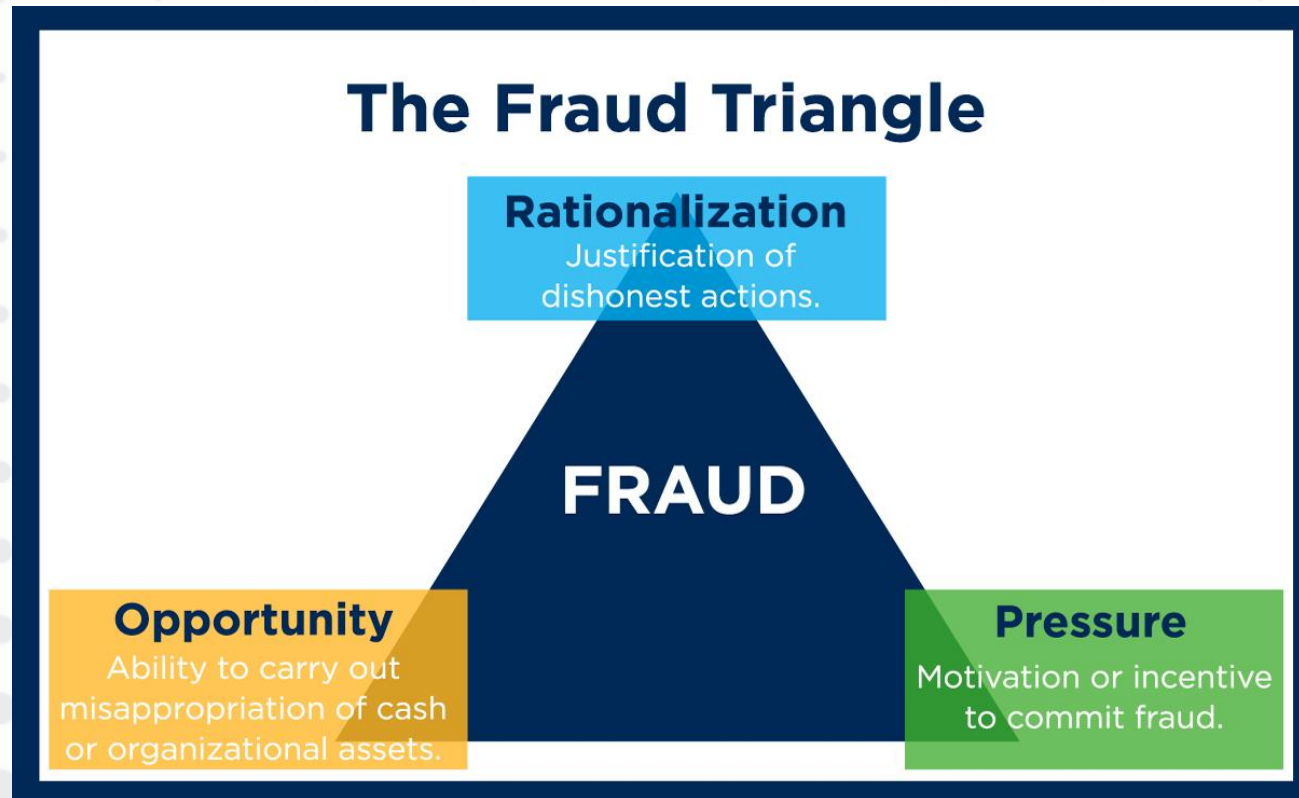 The Fraud Triangle
Rationalization
Justification of
dishonest actions.
FRAUD
Opportunity
Ability to carry out
misappropriation of cash
or organizational assets.
Pressure
Motivation or incentive
to commit fraud.